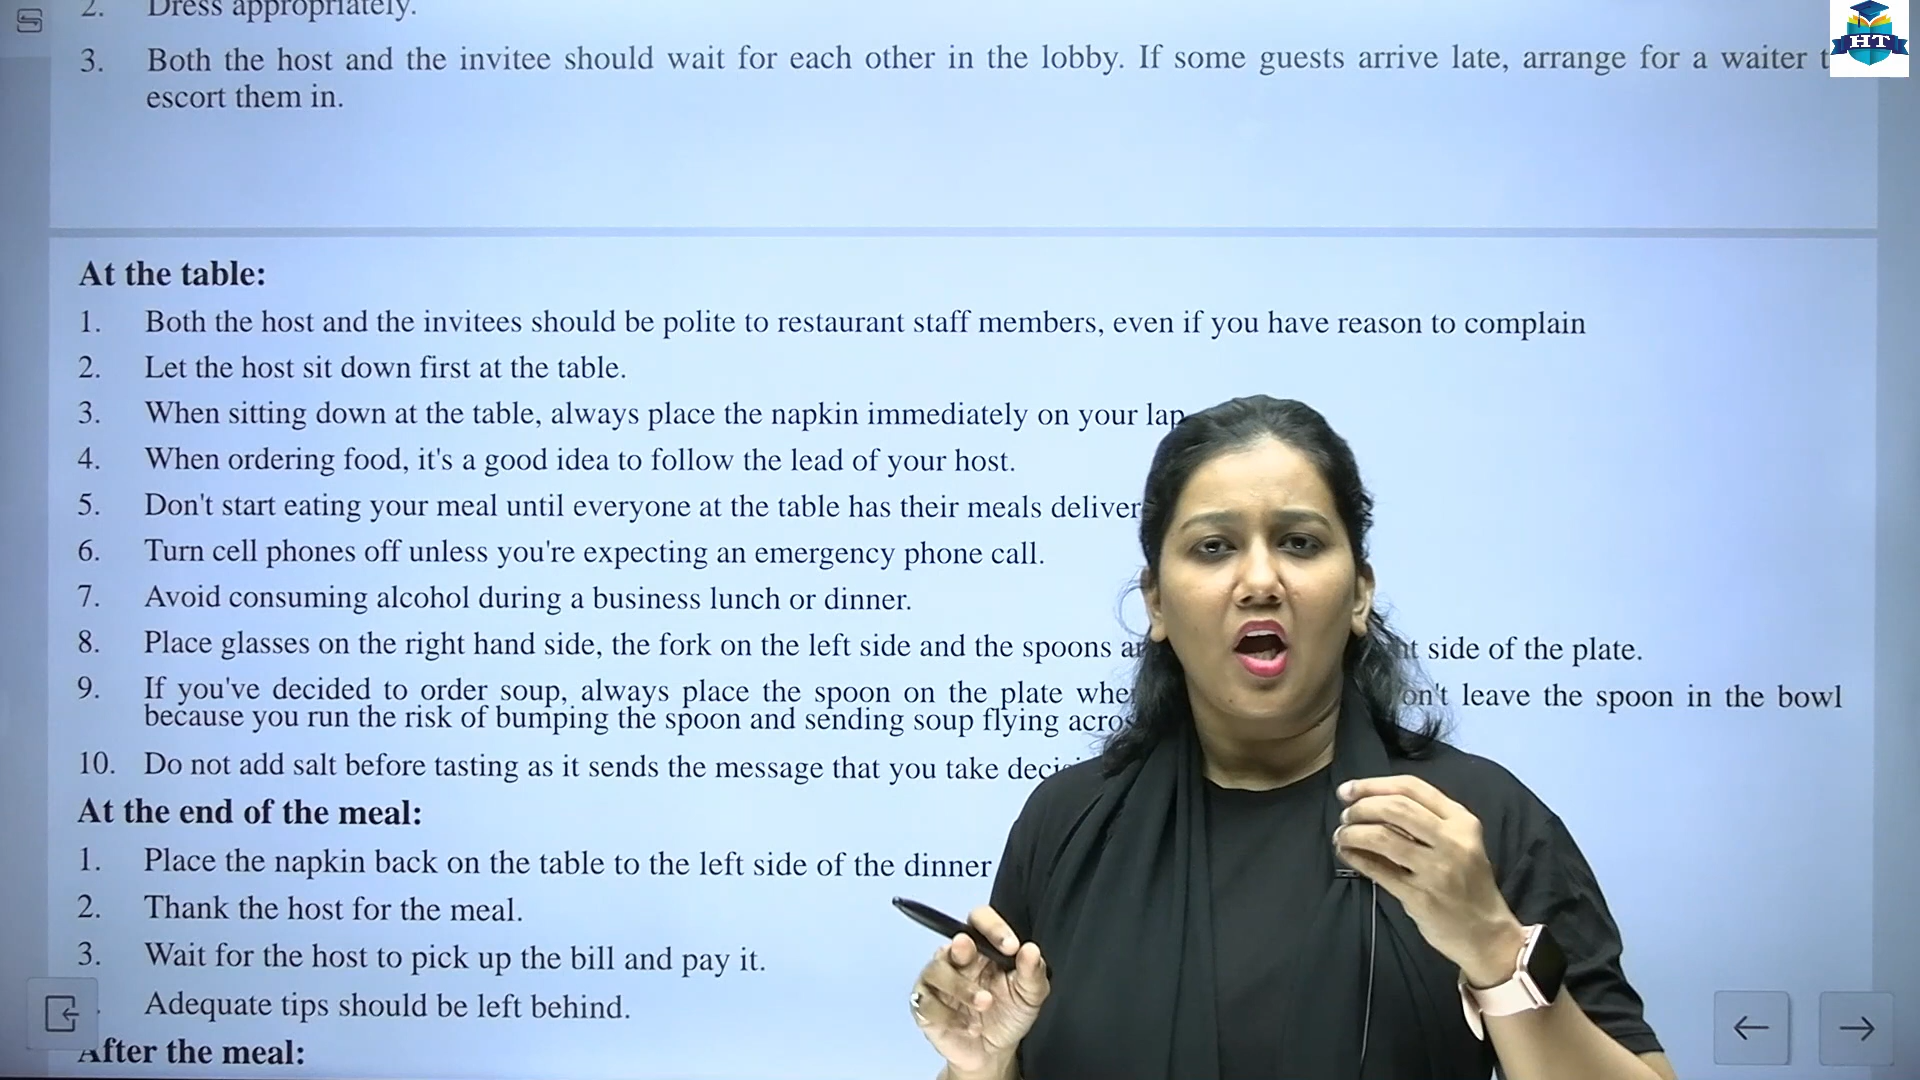 2. Dress appropriately.
3. Both the host and the invitee should wait for each other in the lobby. If some guests arrive late, arrange for a waiter
escort them in.
HT
At the table:
1. Both the host and the invitees should be polite to restaurant staff members, even if you have reason to complain
2. Let the host sit down first at the table.
3. When sitting down at the table, always place the napkin immediately on your lap
4. When ordering food, it's a good idea to follow the lead of your host.
5. Don't start eating your meal until everyone at the table has their meals
6. Turn cell phones off unless you're expecting an emergency phone call.
7. Avoid consuming alcohol during a business lunch or dinner.
8. Place glasses on the right hand side, the fork on the left side and the spoons side of the plate.
9. If you've decided to order soup, always place the spoon on the plate leave the spoon in the bowl
because you run the risk of bumping the spoon and sending soup flying
10. Do not add salt before tasting as it sends the message that you take
At the end of the meal:
1. Place the napkin back on the table to the left side of the dinner
2. Thank the host for the meal.
3. Wait for the host to pick up the bill and pay it.
Adequate tips should be left behind.
After the meal: